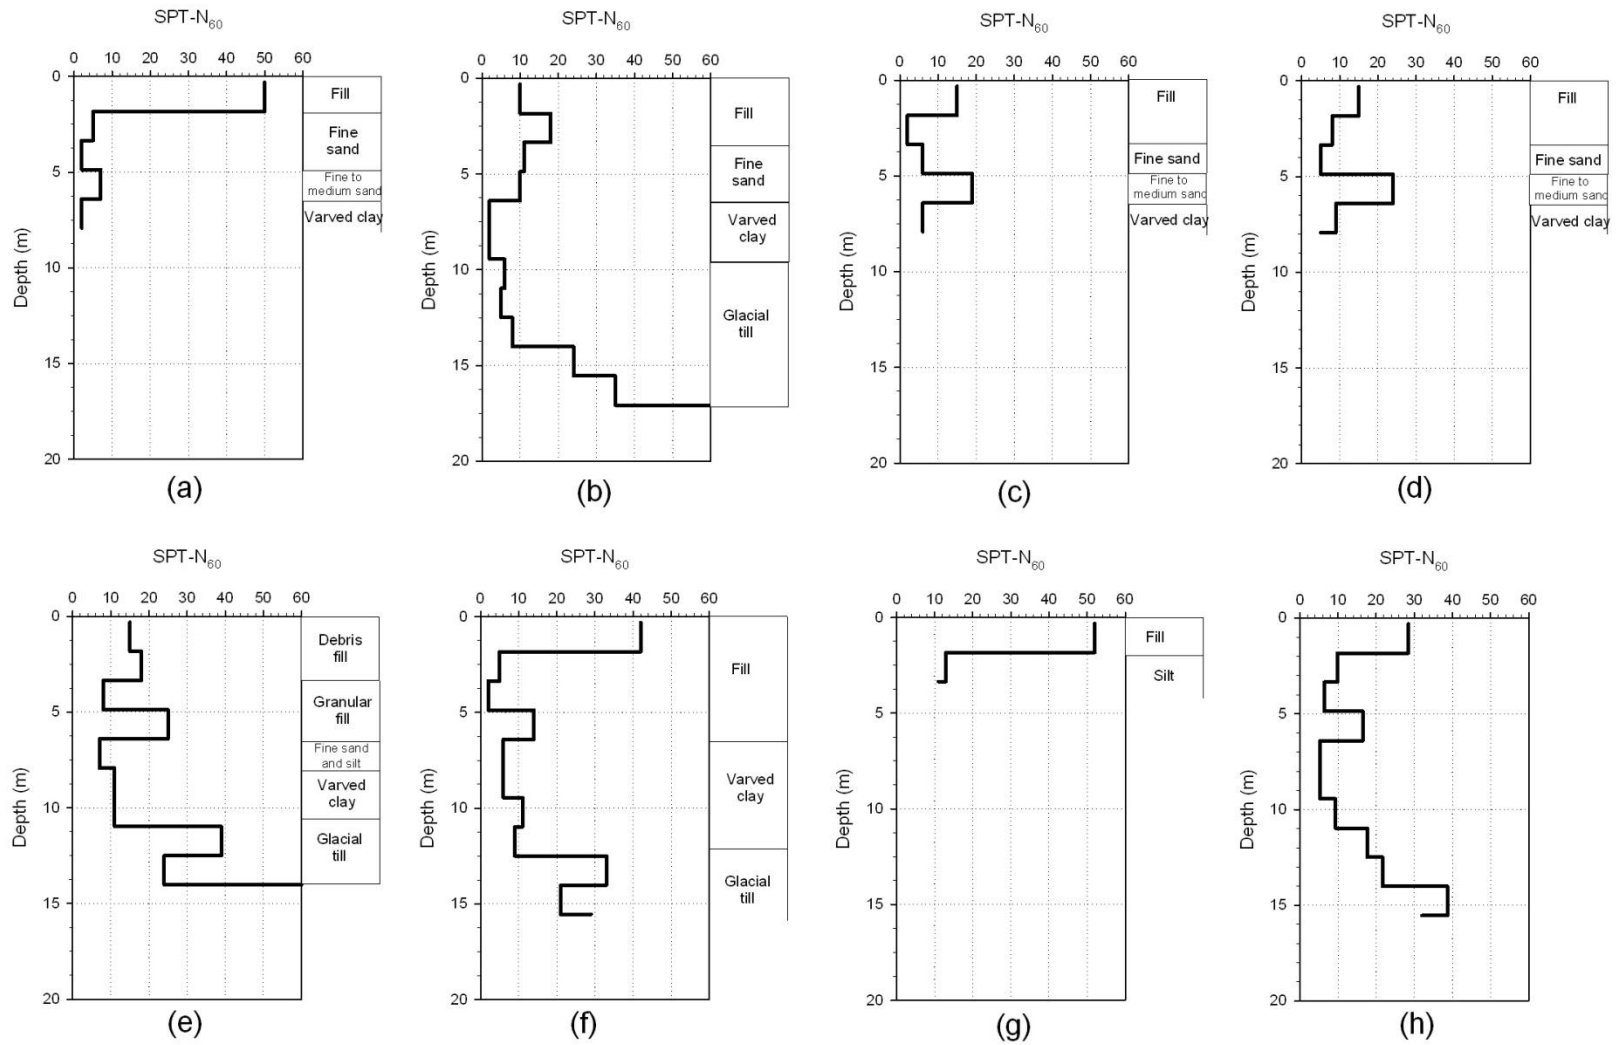 SPT-N60
0 10 20 30 40 50 60
0
5
10
15
20
Depth (m)
Fill
Fine
sand
Fine to
medium sand
Varved clay
(a)
SPT-N60
0 10 20 30 40 50 60
0
5
10
15
20
Depth (m)
Fill
Fine
sand
Varved
clay
Glacial
till
(b)
SPT-N60
0 10 20 30 40 50 60
0
5
10
15
20
Depth (m)
Fill
Fine sand
Fine to
medium sand
Varved clay
(c)
SPT-N60
0 10 20 30 40 50 60
0
5
10
15
20
Depth (m)
Fill
Fine sand
Fine to
medium sand
Varved clay
(d)
SPT-N60
0 10 20 30 40 50 60
0
5
10
15
20
Depth (m)
Debris
fill
Granular
fill
Fine sand
and silt
Varved
clay
Glacial
till
(e)
SPT-N60
0 10 20 30 40 50 60
0
5
10
15
20
Depth (m)
Fill
Varved
clay
Glacial
till
(f)
SPT-N60
0 10 20 30 40 50 60
0
5
10
15
20
Depth (m)
Fill
Silt
(g)
SPT-N60
0 10 20 30 40 50 60
0
5
10
15
20
Depth (m)
(h)